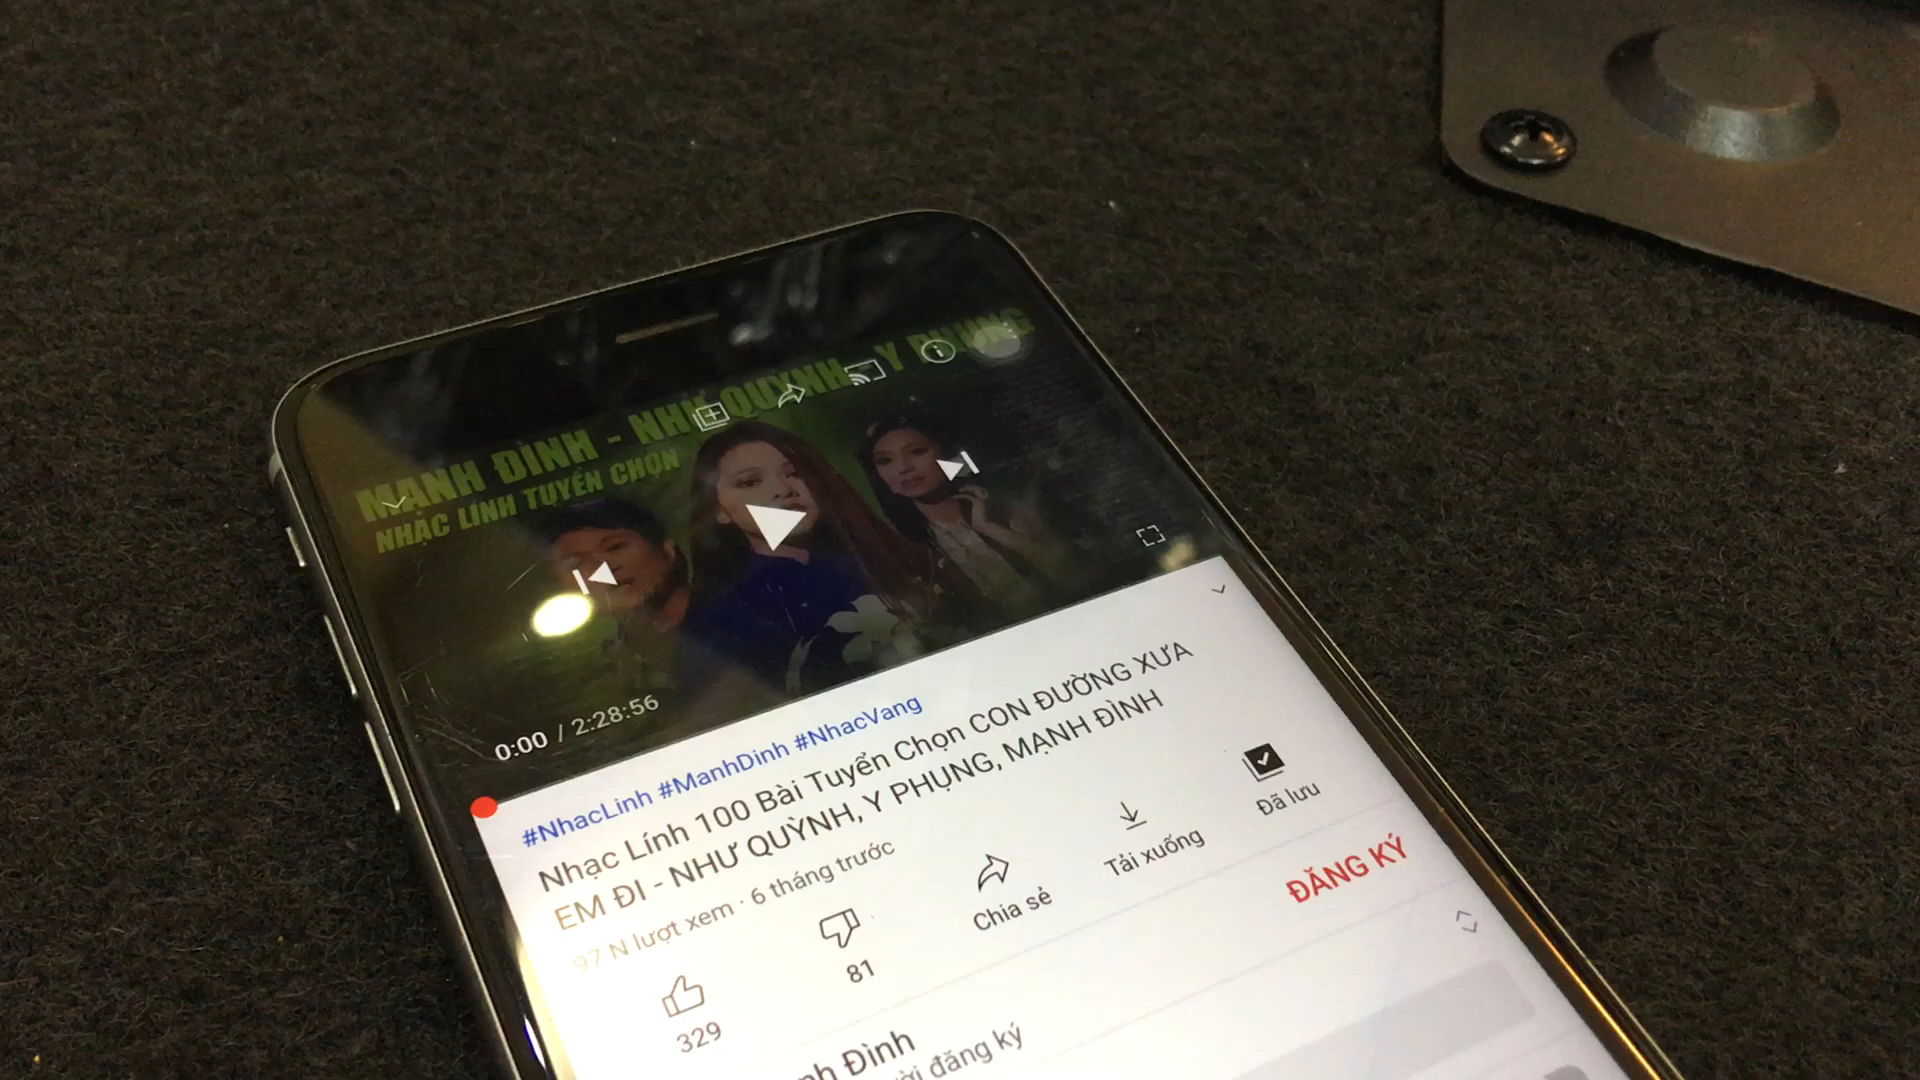 MẠNH ĐÌNH - NHƯ QUỲNH - Y PHỤNG
NHẠC LÍNH TUYỂN CHỌN
0:00 / 2:28:56
#NhacLinh #ManhDinh #NhacVang
Nhạc Lính 100 Bài Tuyển Chọn CON ĐƯỜNG XƯA
EM ĐI - NHƯ QUỲNH, Y PHỤNG, MẠNH ĐÌNH
97 N lượt xem · 6 tháng trước
329
81
Chia sẻ
Tải xuống
Đã lưu
Đình
đăng ký
ĐĂNG KÝ